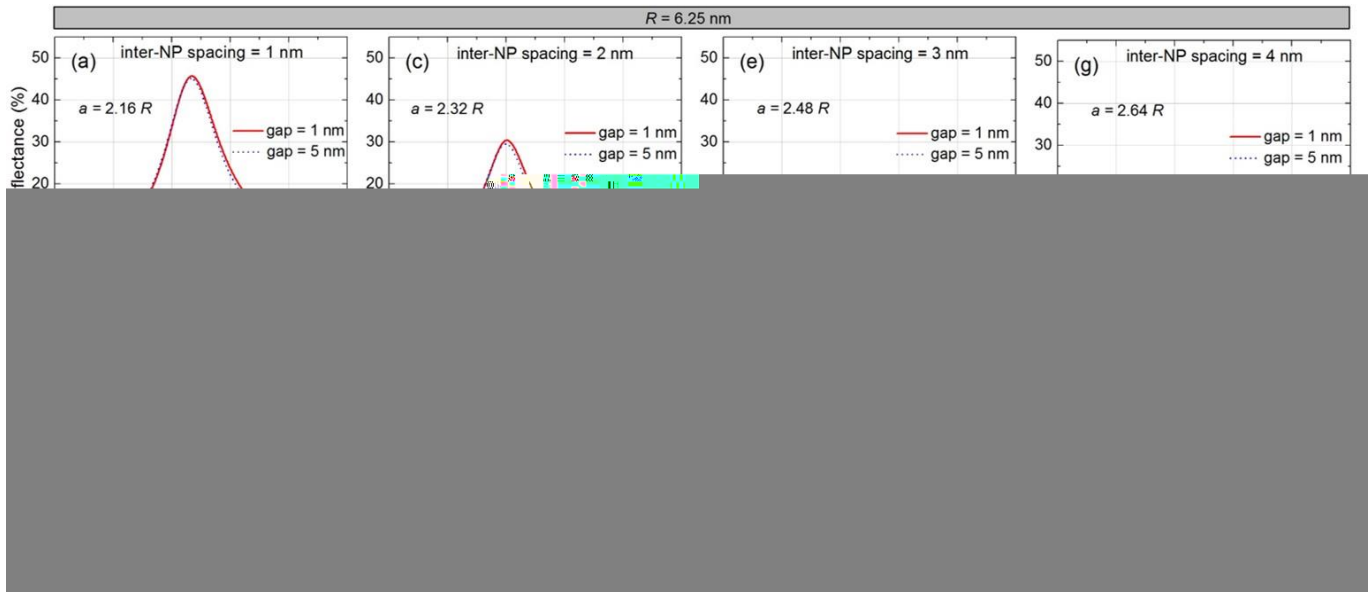 R = 6.25 nm
(a)
inter-NP spacing = 1 nm
a = 2.16 R
gap = 1 nm
gap = 5 nm
50
40
30
20
(c)
inter-NP spacing = 2 nm
a = 2.32 R
gap = 1 nm
gap = 5 nm
50
40
30
20
(e)
inter-NP spacing = 3 nm
a = 2.48 R
gap = 1 nm
gap = 5 nm
50
40
30
20
(g)
inter-NP spacing = 4 nm
a = 2.64 R
gap = 1 nm
gap = 5 nm
50
40
30
20